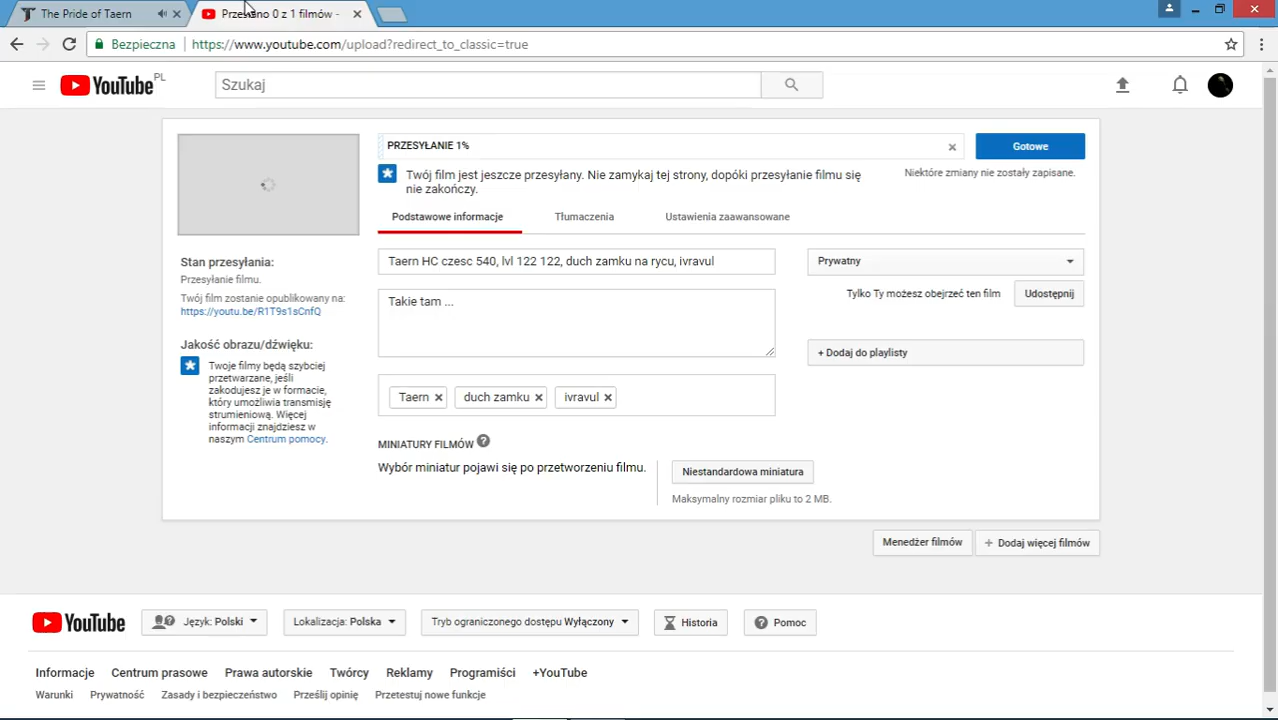 The Pride of Taern
Przesłano 0 z 1 filmów -
Bezpieczna
https://www.youtube.com/upload?redirect_to_classic=true
YouTube PL
Szukaj
PRZESYŁANIE 1%
Gotowe
Twój film jest jeszcze przesyłany. Nie zamykaj tej strony, dopóki przesyłanie filmu się
nie zakończy.
Niektóre zmiany nie zostały zapisane.
Podstawowe informacje
Tłumaczenia
Ustawienia zaawansowane
Stan przesyłania:
Przesyłanie filmu.
Twój film zostanie opublikowany na:
https://youtu.be/R1T9s1sCnfQ
Jakość obrazu/dźwięku:
Twoje filmy będą szybciej
przetwarzane, jeśli
zakodujesz je w formacie,
który umożliwia transmisję
strumieniową. Więcej
informacji znajdziesz w
naszym Centrum pomocy.
Taern HC czesc 540, lvl 122 122, duch zamku na rycu, ivravul
Takie tam ...
Taern
duch zamku
ivravul
MINIATURY FILMÓW
Wybór miniatur pojawi się po przetworzeniu filmu.
Niestandardowa miniatura
Maksymalny rozmiar pliku to 2 MB.
Prywatny
Tylko Ty możesz obejrzeć ten film
Udostępnij
+ Dodaj do playlisty
Menedżer filmów
+ Dodaj więcej filmów
YouTube
Język: Polski
Lokalizacja: Polska
Tryb ograniczonego dostępu Wyłączony
Historia
Pomoc
Informacje
Centrum prasowe
Prawa autorskie
Twórcy
Reklamy
Programiści
+YouTube
Warunki
Prywatność
Zasady i bezpieczeństwo
Prześlij opinię
Przetestuj nowe funkcje